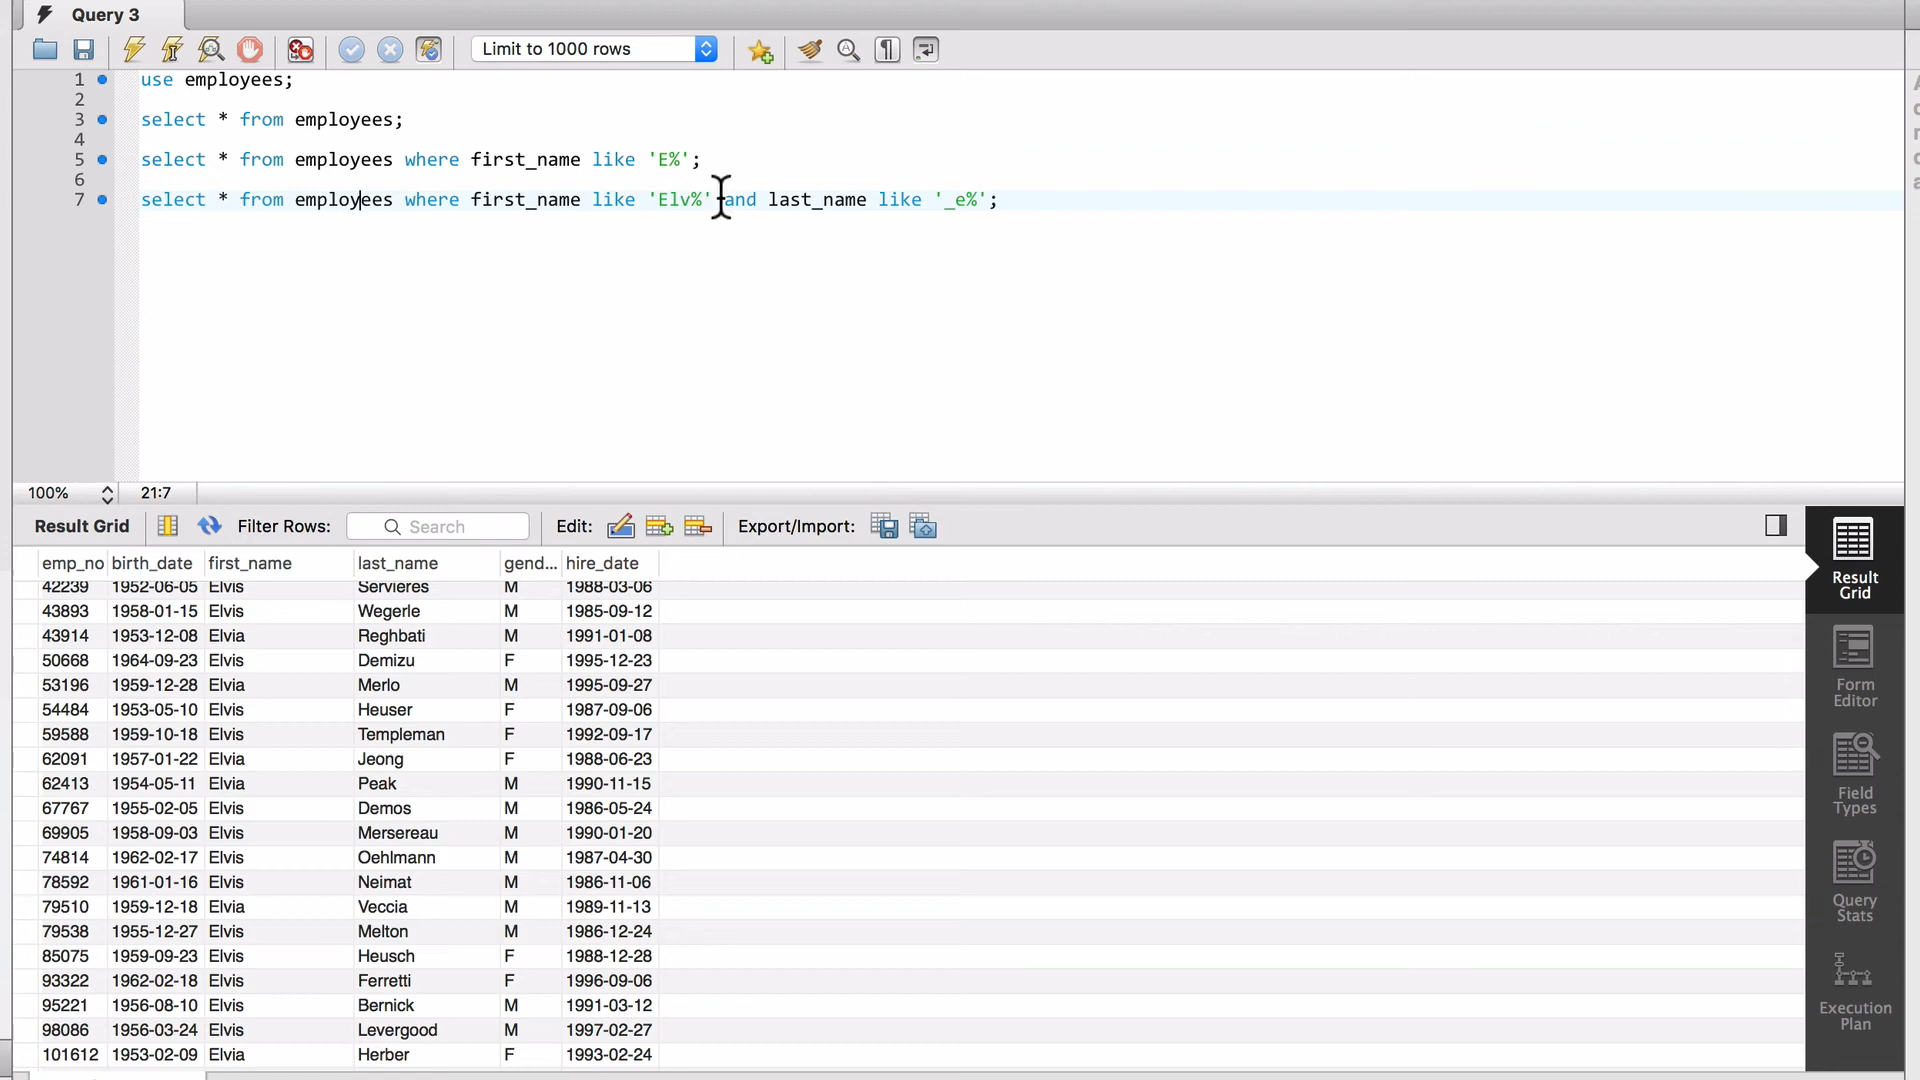 Query 3
Limit to 1000 rows
1 use employees;
2
3 select * from employees;
4
5 select * from employees where first_name like 'E%';
6
7 select * from employees where first_name like 'Elv%' and last_name like '_e%';
100% 21:7
Result Grid Filter Rows: Search Edit: Export/Import:
emp_no birth_date first_name last_name gend... hire_date
42239 1952-06-05 Elvis Servieres M 1988-03-06
43893 1958-01-15 Elvis Wegerle M 1985-09-12
43914 1953-12-08 Elvia Reghbati M 1991-01-08
50668 1964-09-23 Elvis Demizu F 1995-12-23
53196 1959-12-28 Elvia Merlo M 1995-09-27
54484 1953-05-10 Elvis Heuser F 1987-09-06
59588 1959-10-18 Elvis Templeman F 1992-09-17
62091 1957-01-22 Elvia Jeong F 1988-06-23
62413 1954-05-11 Elvia Peak M 1990-11-15
67767 1955-02-05 Elvis Demos M 1986-05-24
69905 1958-09-03 Elvis Mersereau M 1990-01-20
74814 1962-02-17 Elvis Oehlmann M 1987-04-30
78592 1961-01-16 Elvis Neimat M 1986-11-06
79510 1959-12-18 Elvia Veccia M 1989-11-13
79538 1955-12-27 Elvis Melton M 1986-12-24
85075 1959-09-23 Elvis Heusch F 1988-12-28
93322 1962-02-18 Elvis Ferretti F 1996-09-06
95221 1956-08-10 Elvis Bernick M 1991-03-12
98086 1956-03-24 Elvis Levergood M 1997-02-27
101612 1953-02-09 Elvia Herber F 1993-02-24
Result
Grid
Form
Editor
Field
Types
Query
Stats
Execution
Plan